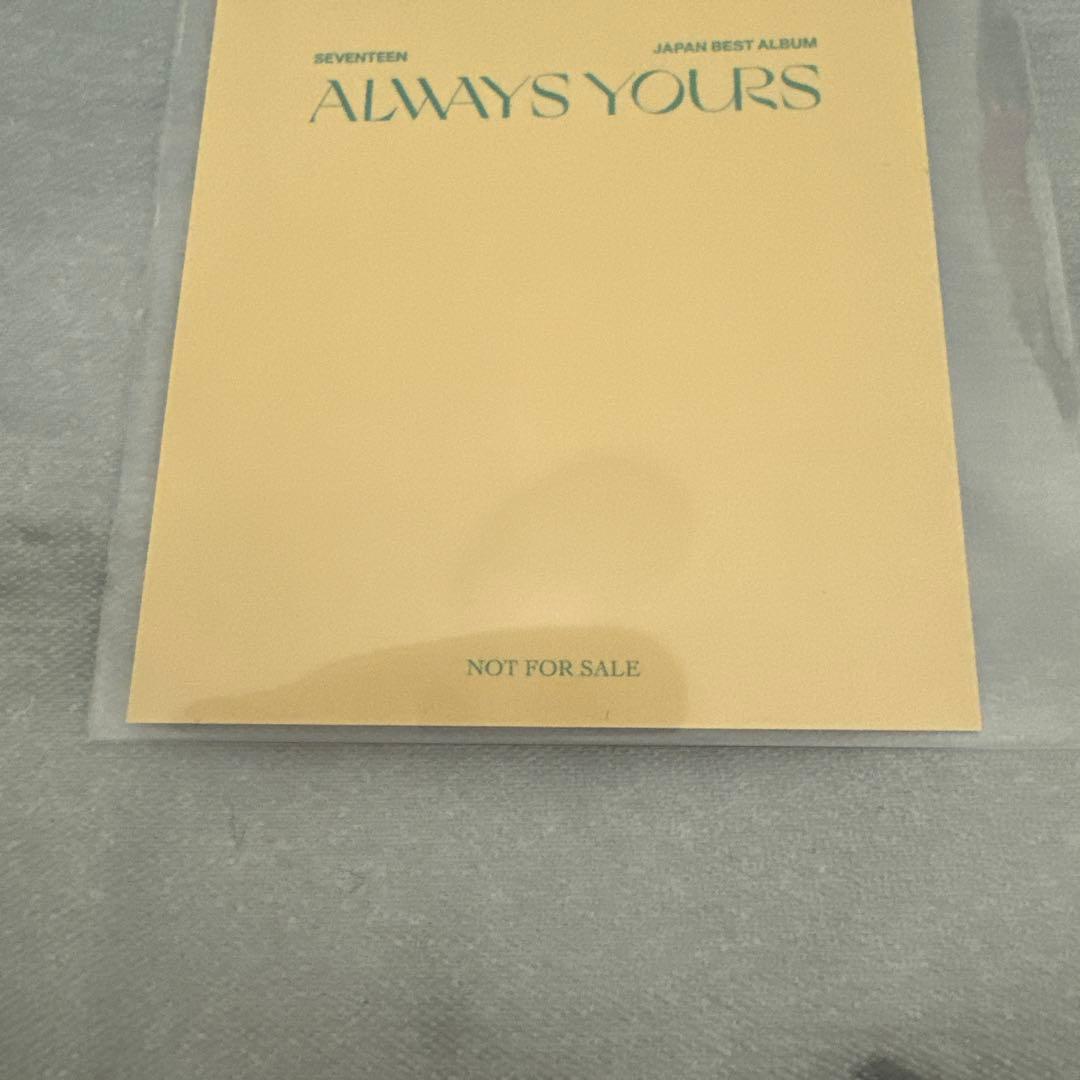 SEVENTEEN JAPAN BEST ALBUM
ALWAYS YOURS
NOT FOR SALE